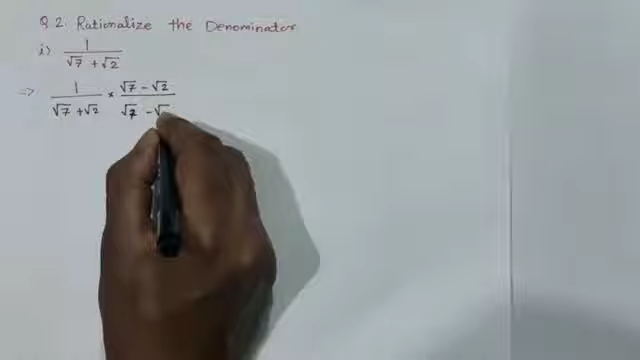 Q.2. Rationalize the Denominator
i) 1/(√7 + √2)
=> 1/(√7 + √2) × (√7 - √2)/(√7 - √